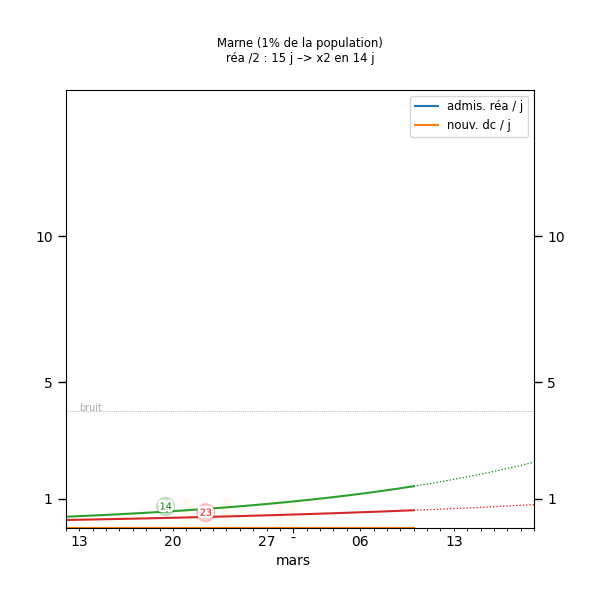 Marne (1% de la population)
réa /2 : 15 j –> x2 en 14 j
admis. réa / j
nouv. dc / j
10
10
5
5
bruit
14
23
1
1
13
20
27
-
06
13
mars